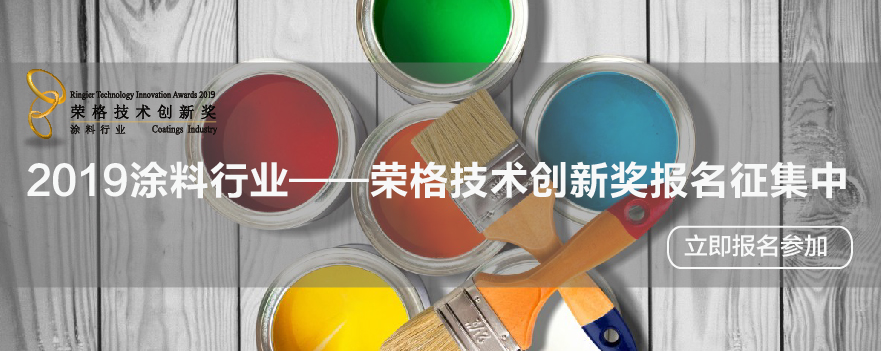 Ringier Technology Innovation Awards 2019
荣格技术创新奖
涂料行业 Coatings Industry
2019涂料行业——荣格技术创新奖报名征集中
立即报名参加